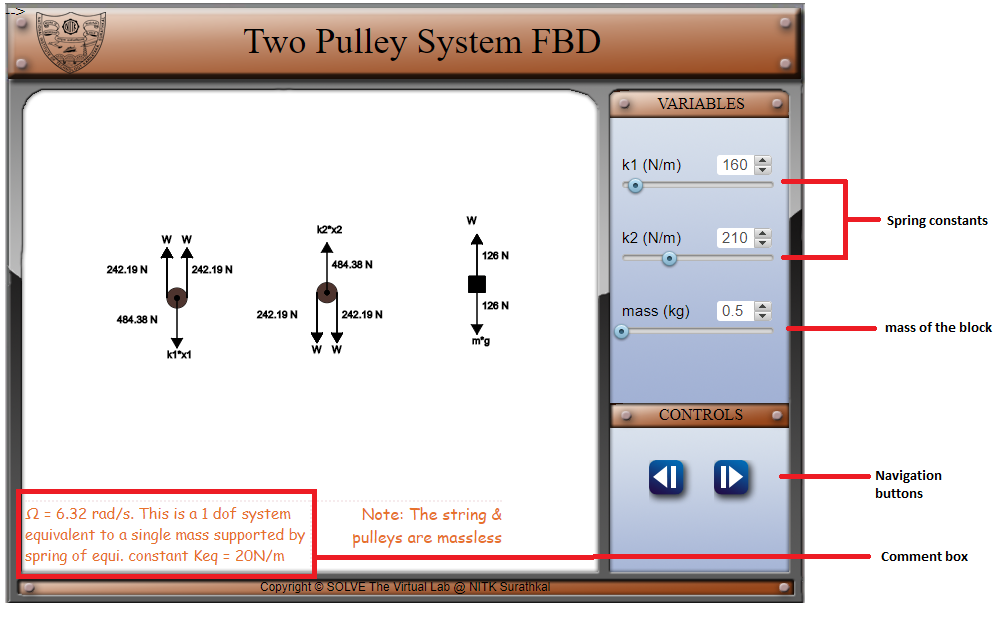 -->
Two Pulley System FBD
VARIABLES
k1 (N/m) 160
k2 (N/m) 210
mass (kg) 0.5
Spring constants
mass of the block
W W
242.19 N 242.19 N
484.38 N
k1*x1
k2*x2
484.38 N
242.19 N 242.19 N
W W
W
126 N
126 N
m*g
CONTROLS
Navigation
buttons
Ω = 6.32 rad/s. This is a 1 dof system
equivalent to a single mass supported by
spring of equi. constant Keq = 20N/m
Note: The string &
pulleys are massless
Comment box
Copyright © SOLVE The Virtual Lab @ NITK Surathkal